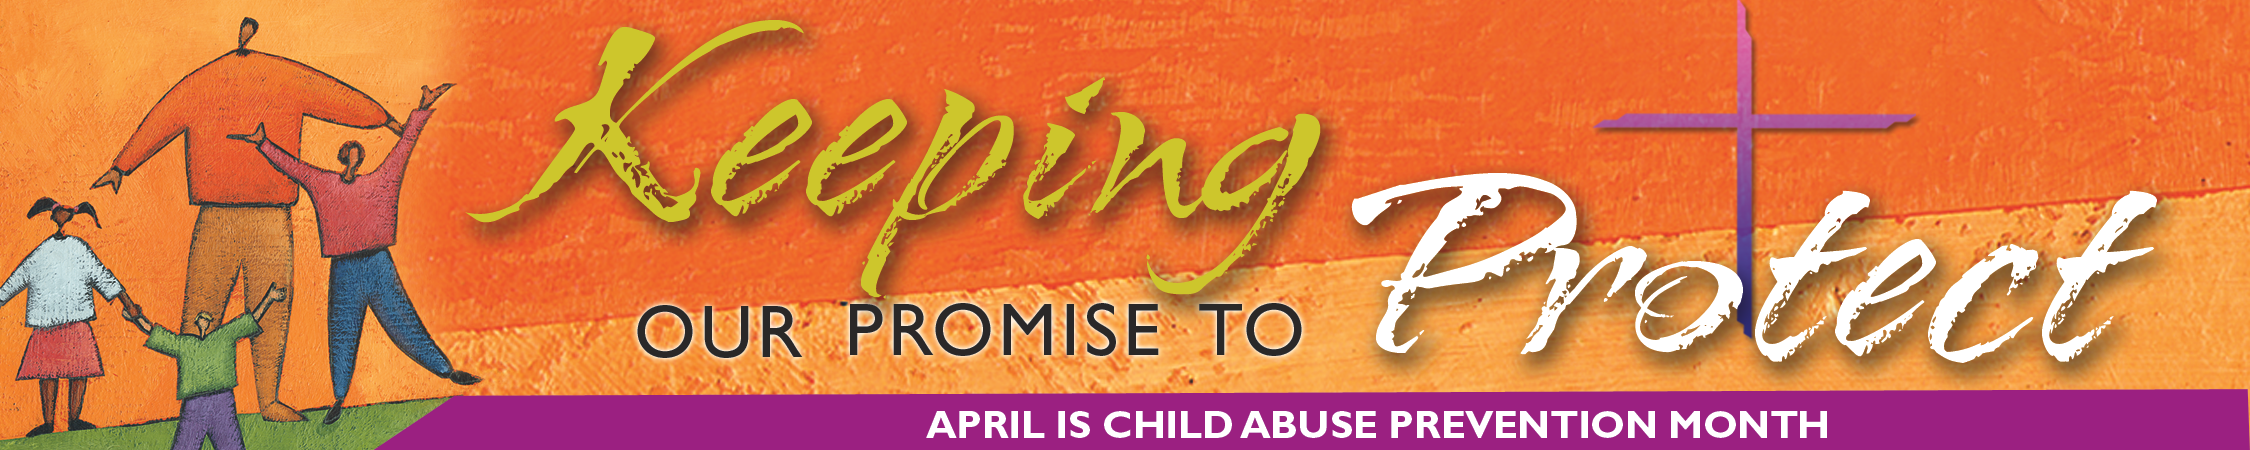 Keeping
OUR PROMISE TO Protect
APRIL IS CHILD ABUSE PREVENTION MONTH